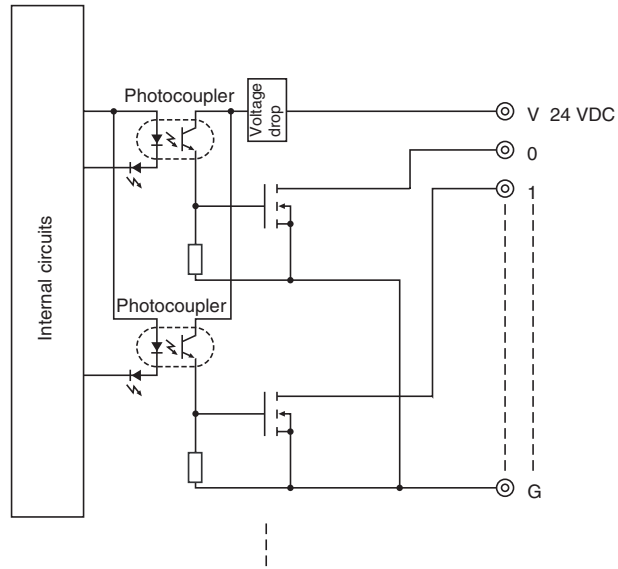 Photocoupler
Voltage
drop
V 24 VDC
0
1
Internal circuits
Photocoupler
G